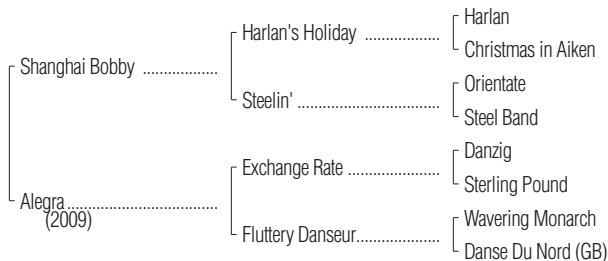 Harlan
Harlan's Holiday ..................
Christmas in Aiken
Shanghai Bobby ..................
Orientate
Steelin' ..................................
Steel Band
Danzig
Exchange Rate ......................
Sterling Pound
Alegra.....................................
(2009)
Wavering Monarch
Fluttery Danseur....................
Danse Du Nord (GB)